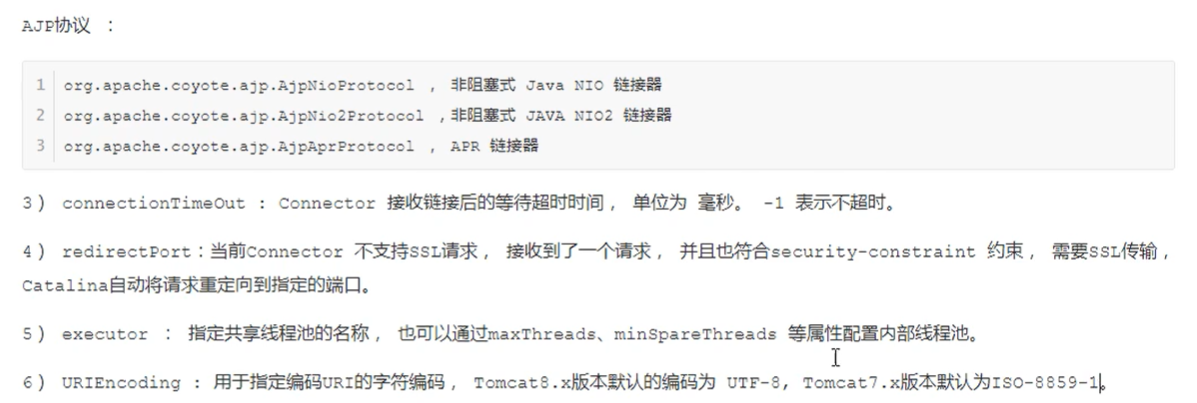 AJP协议 ：
1 org.apache.coyote.ajp.AjpNioProtocol ， 非阻塞式 Java NIO 链接器
2 org.apache.coyote.ajp.AjpNio2Protocol ，非阻塞式 JAVA NIO2 链接器
3 org.apache.coyote.ajp.AjpAprProtocol ， APR 链接器
3） connectionTimeOut : Connector 接收链接后的等待超时时间， 单位为 毫秒。 -1 表示不超时。
4） redirectPort：当前Connector 不支持SSL请求， 接收到了一个请求， 并且也符合security-constraint 约束， 需要SSL传输，
Catalina自动将请求重定向到指定的端口。
5） executor ： 指定共享线程池的名称， 也可以通过maxThreads、minSpareThreads 等属性配置内部线程池。
6） URIEncoding : 用于指定编码URI的字符编码， Tomcat8.x版本默认的编码为 UTF-8, Tomcat7.x版本默认为ISO-8859-1。